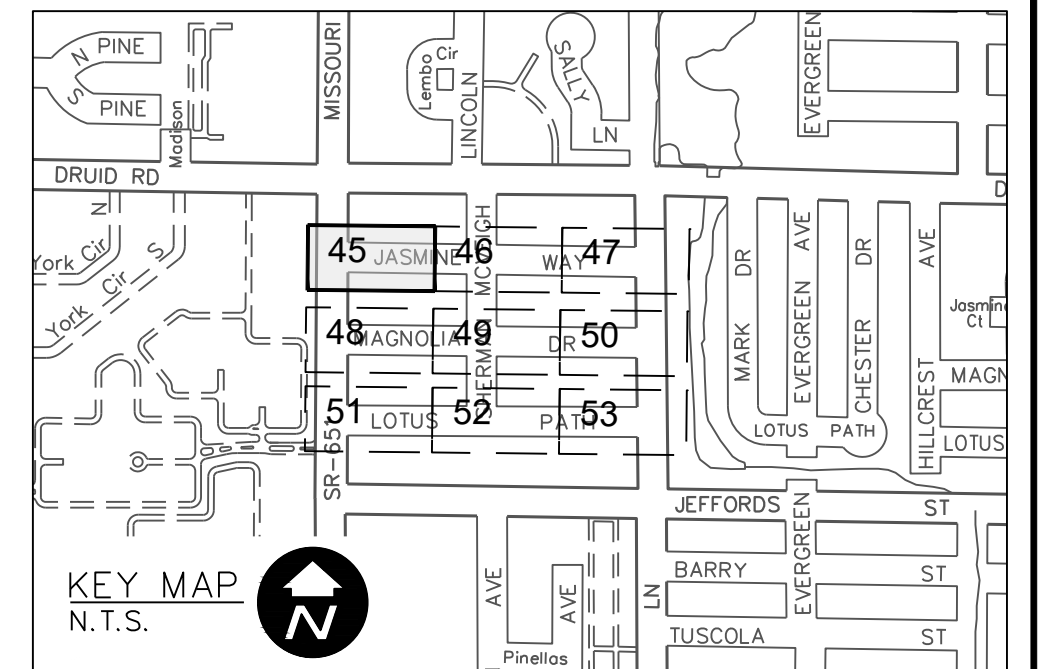 N PINE
S PINE
Madison
MISSOURI
Lembo Cir
LINCOLN
SALLY
LN
EVERGREEN
DRUID RD
D
N
York Cir
S
York Cir
45
JASMINE
46
WAY
47
MCVEIGH
48
MAGNOLIA
49
DR
50
SHERMAN
51
LOTUS
52
PATH
53
SR-651
MARK DR
EVERGREEN AVE
CHESTER DR
HILLCREST AVE
Jasmine
Ct
MAGN
LOTUS PATH
LOTUS
JEFFORDS ST
EVERGREEN
BARRY ST
TUSCOLA ST
LN
AVE
AVE
Pinellas
KEY MAP
N.T.S.
N